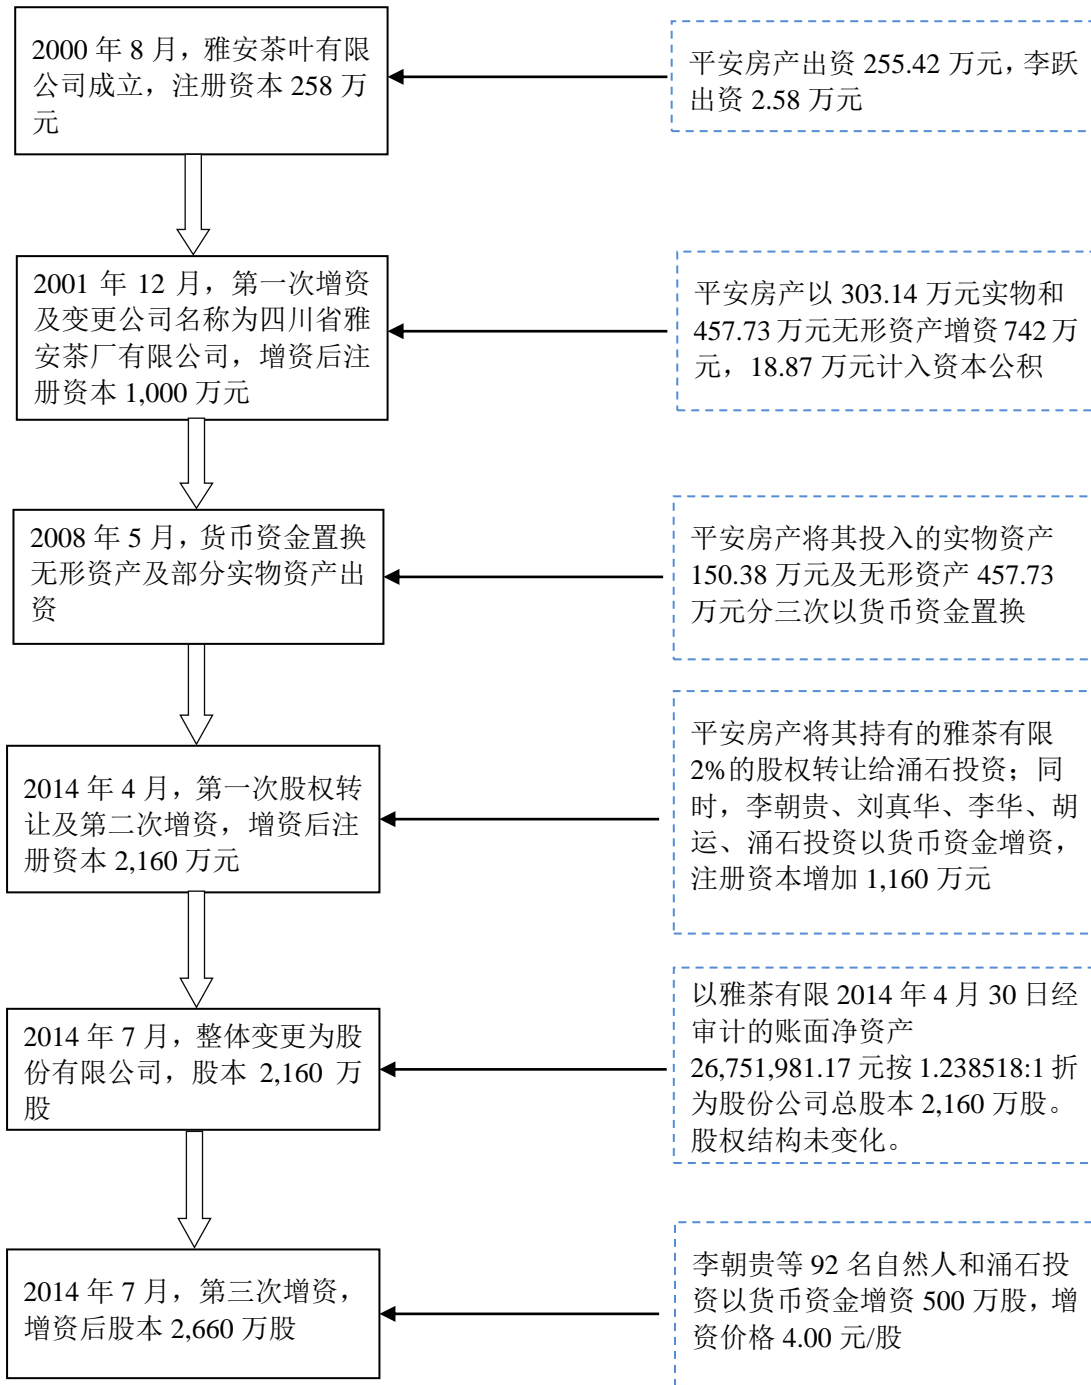 2000 年 8 月，雅安茶叶有限
公司成立，注册资本 258 万
元
平安房产出资 255.42 万元，李跃
出资 2.58 万元
2001 年 12 月，第一次增资
及变更公司名称为四川省雅
安茶厂有限公司，增资后注
册资本 1,000 万元
平安房产以 303.14 万元实物和
457.73 万元无形资产增资 742 万
元，18.87 万元计入资本公积
2008 年 5 月，货币资金置换
无形资产及部分实物资产出
资
平安房产将其投入的实物资产
150.38 万元及无形资产 457.73
万元分三次以货币资金置换
2014 年 4 月，第一次股权转
让及第二次增资，增资后注
册资本 2,160 万元
平安房产将其持有的雅茶有限
2%的股权转让给涌石投资；同
时，李朝贵、刘真华、李华、胡
运、涌石投资以货币资金增资，
注册资本增加 1,160 万元
2014 年 7 月，整体变更为股
份有限公司，股本 2,160 万
股
以雅茶有限 2014 年 4 月 30 日经
审计的账面净资产
26,751,981.17 元按 1.238518:1 折
为股份公司总股本 2,160 万股。
股权结构未变化。
2014 年 7 月，第三次增资，
增资后股本 2,660 万股
李朝贵等 92 名自然人和涌石投
资以货币资金增资 500 万股，增
资价格 4.00 元/股